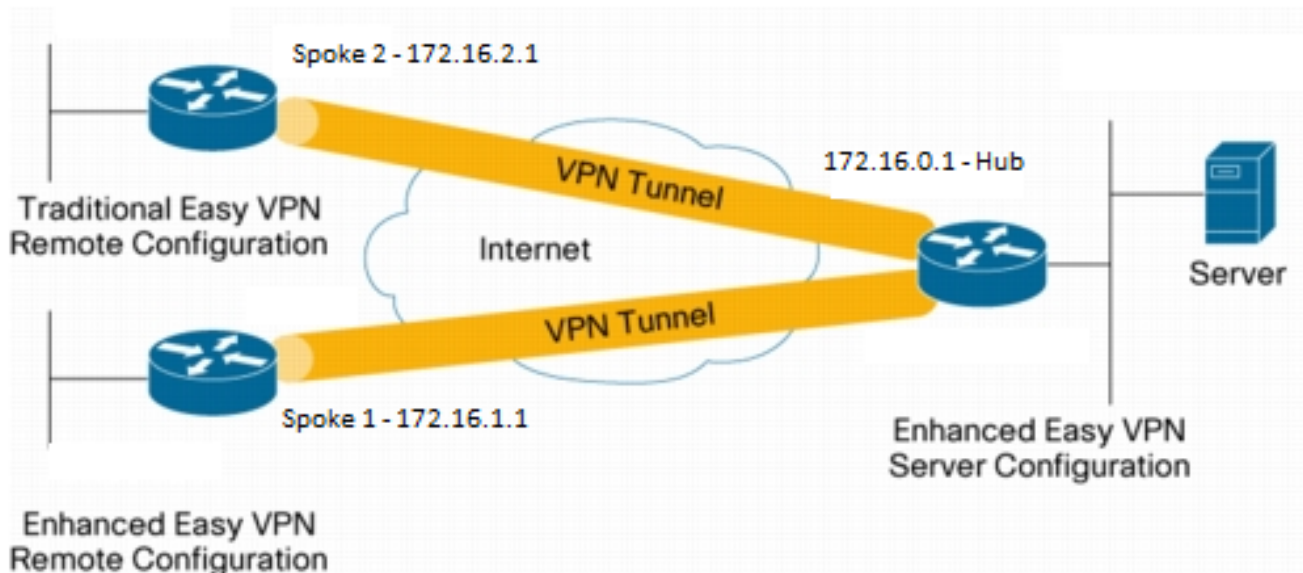 Spoke 2 - 172.16.2.1
Traditional Easy VPN
Remote Configuration
VPN Tunnel
172.16.0.1 - Hub
Internet
Server
VPN Tunnel
Spoke 1 - 172.16.1.1
Enhanced Easy VPN
Server Configuration
Enhanced Easy VPN
Remote Configuration